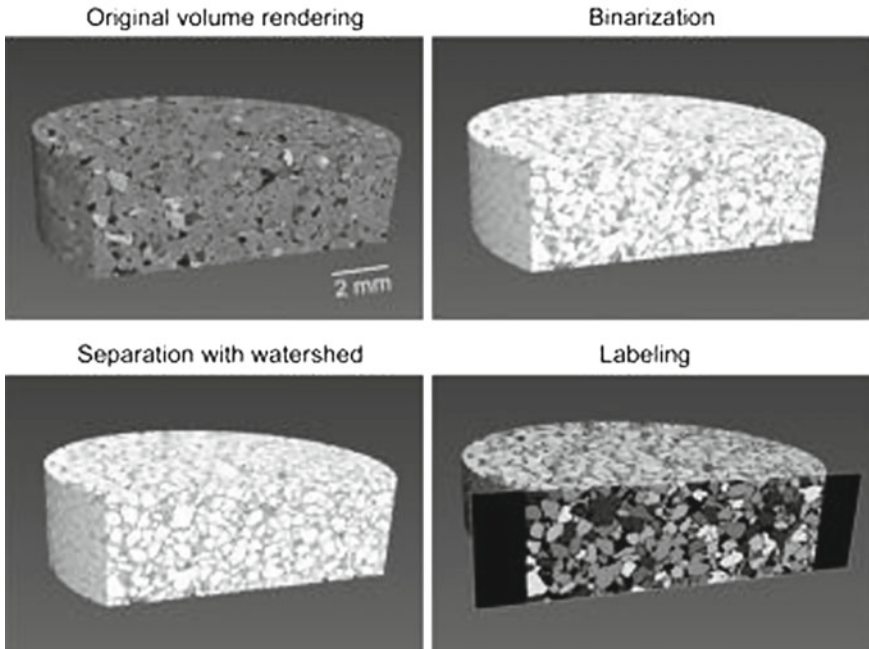 Original volume rendering
Binarization
2 mm
Separation with watershed
Labeling